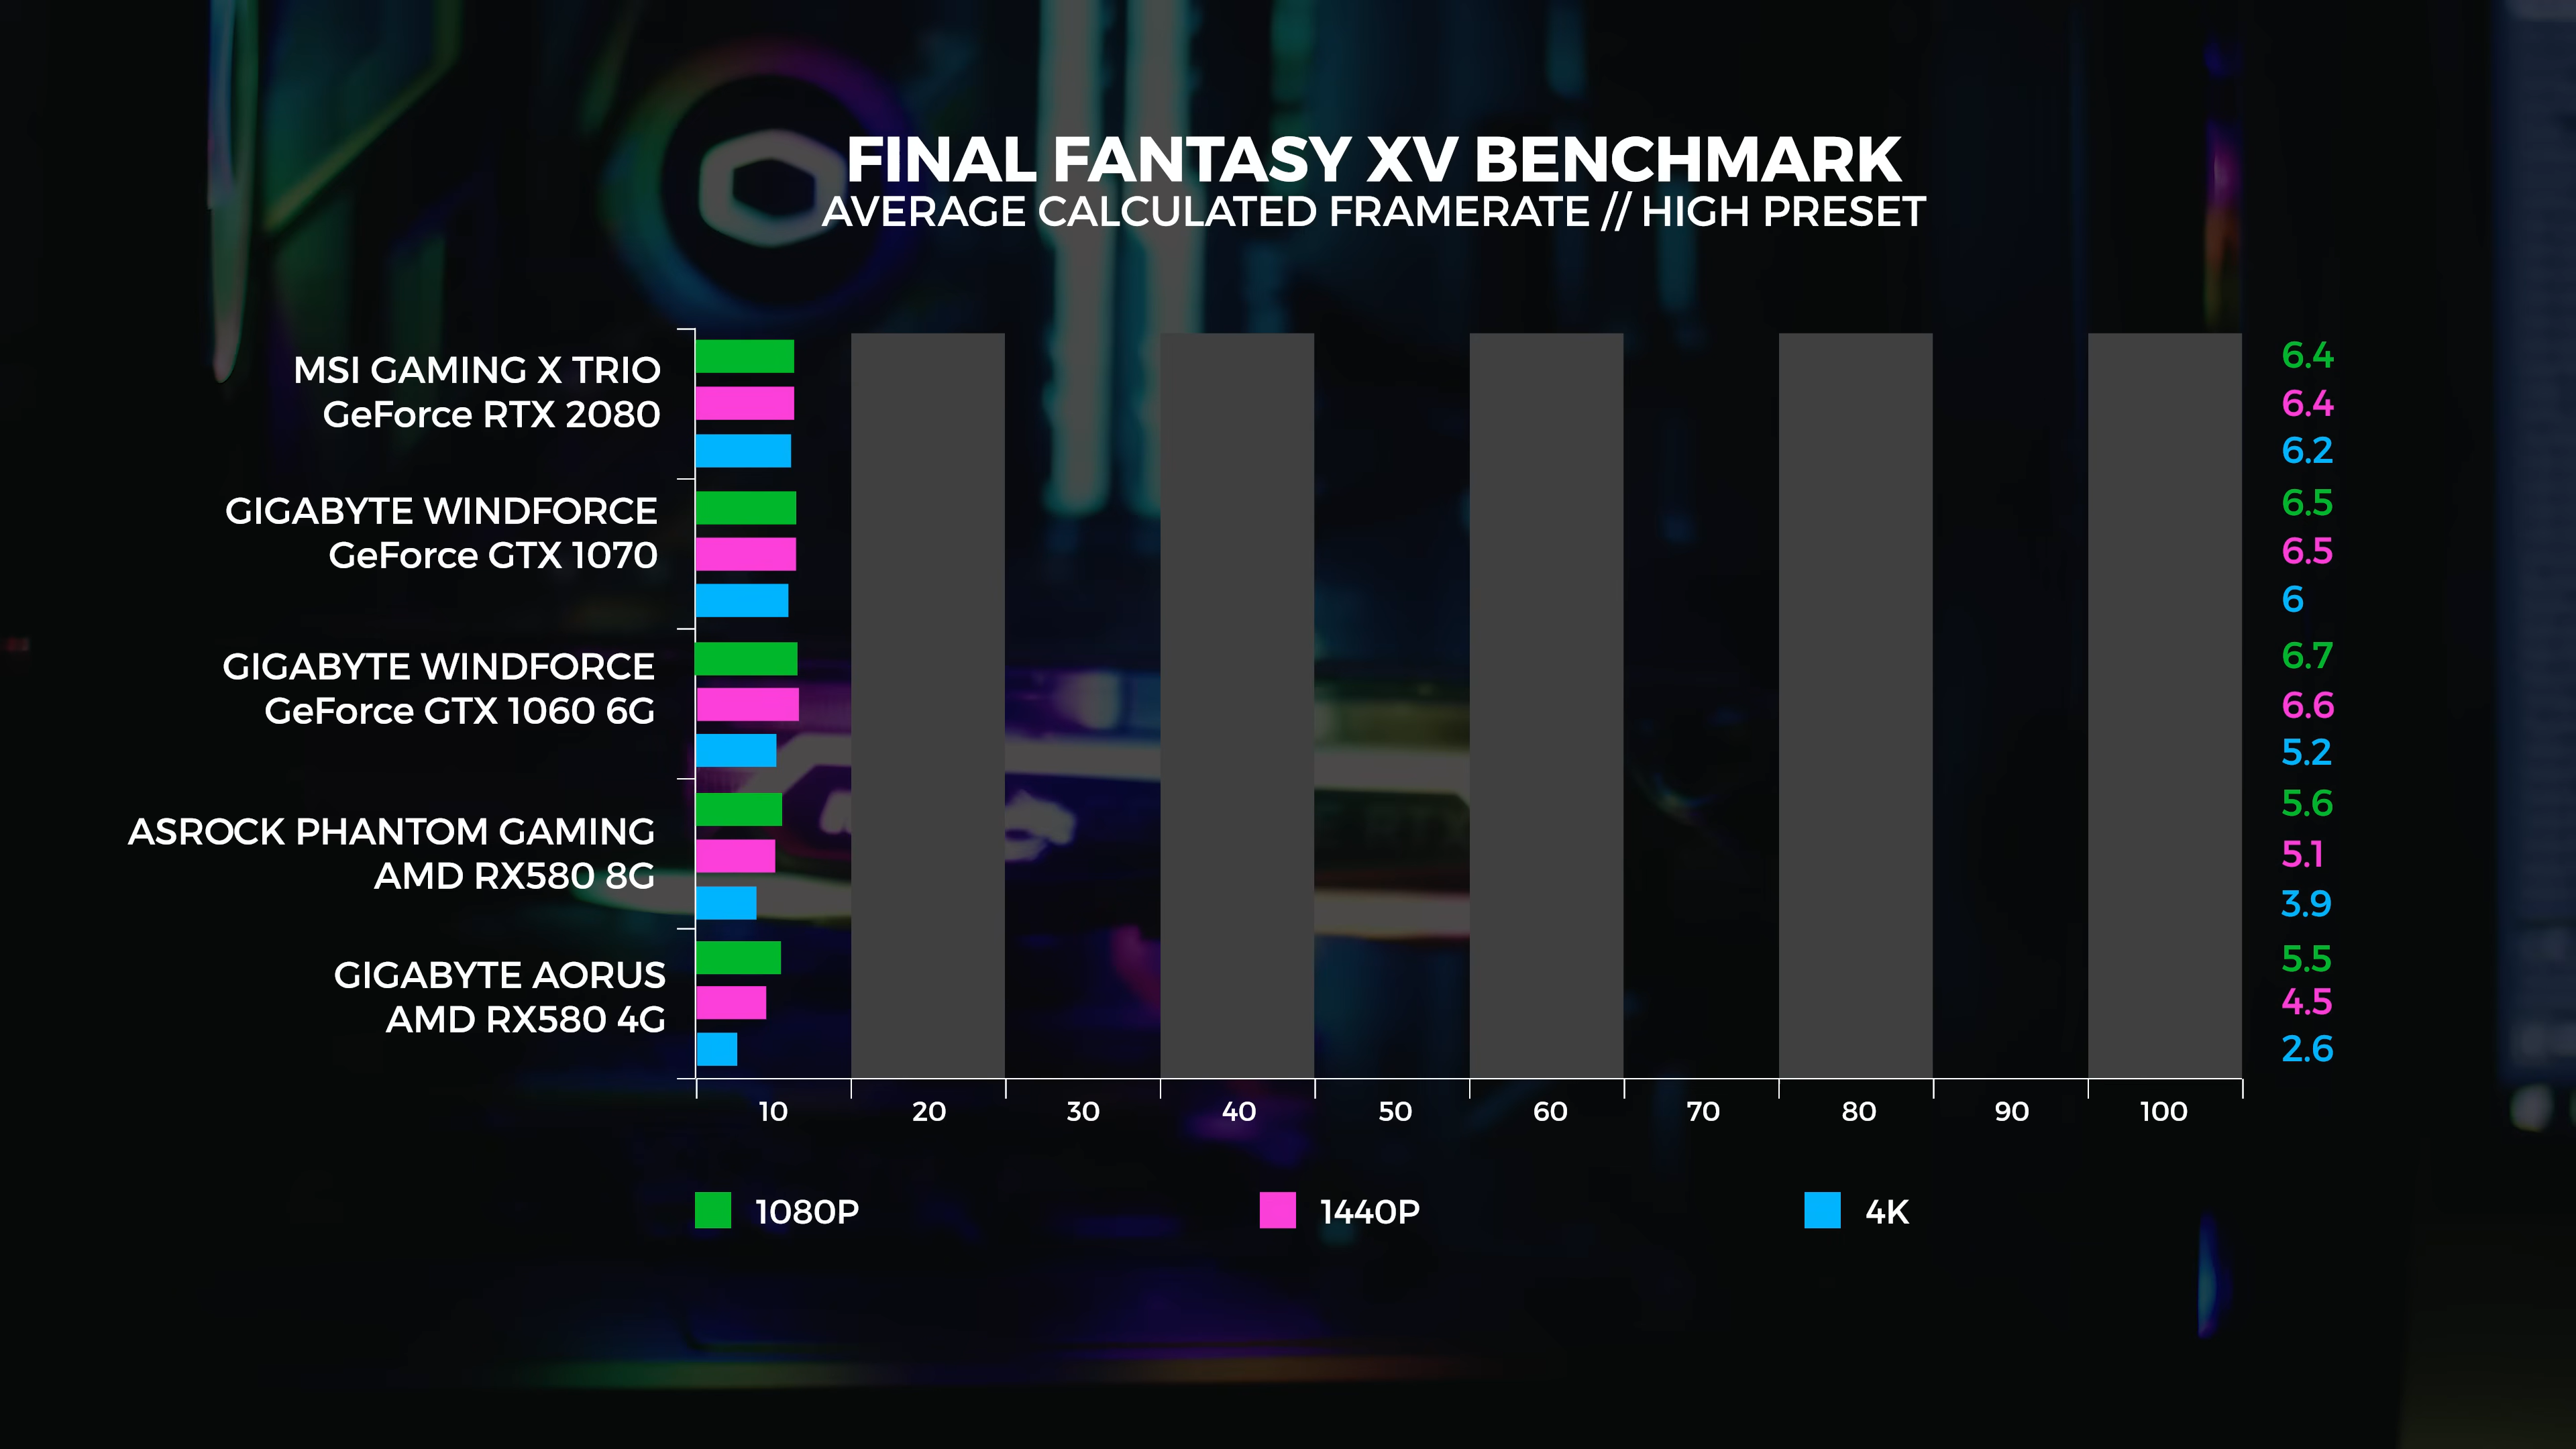 FINAL FANTASY XV BENCHMARK
AVERAGE CALCULATED FRAMERATE // HIGH PRESET
MSI GAMING X TRIO
GeForce RTX 2080
6.4
6.4
6.2
GIGABYTE WINDFORCE
GeForce GTX 1070
6.5
6.5
6
GIGABYTE WINDFORCE
GeForce GTX 1060 6G
6.7
6.6
5.2
ASROCK PHANTOM GAMING
AMD RX580 8G
5.6
5.1
3.9
GIGABYTE AORUS
AMD RX580 4G
5.5
4.5
2.6
10 20 30 40 50 60 70 80 90 100
1080P 1440P 4K